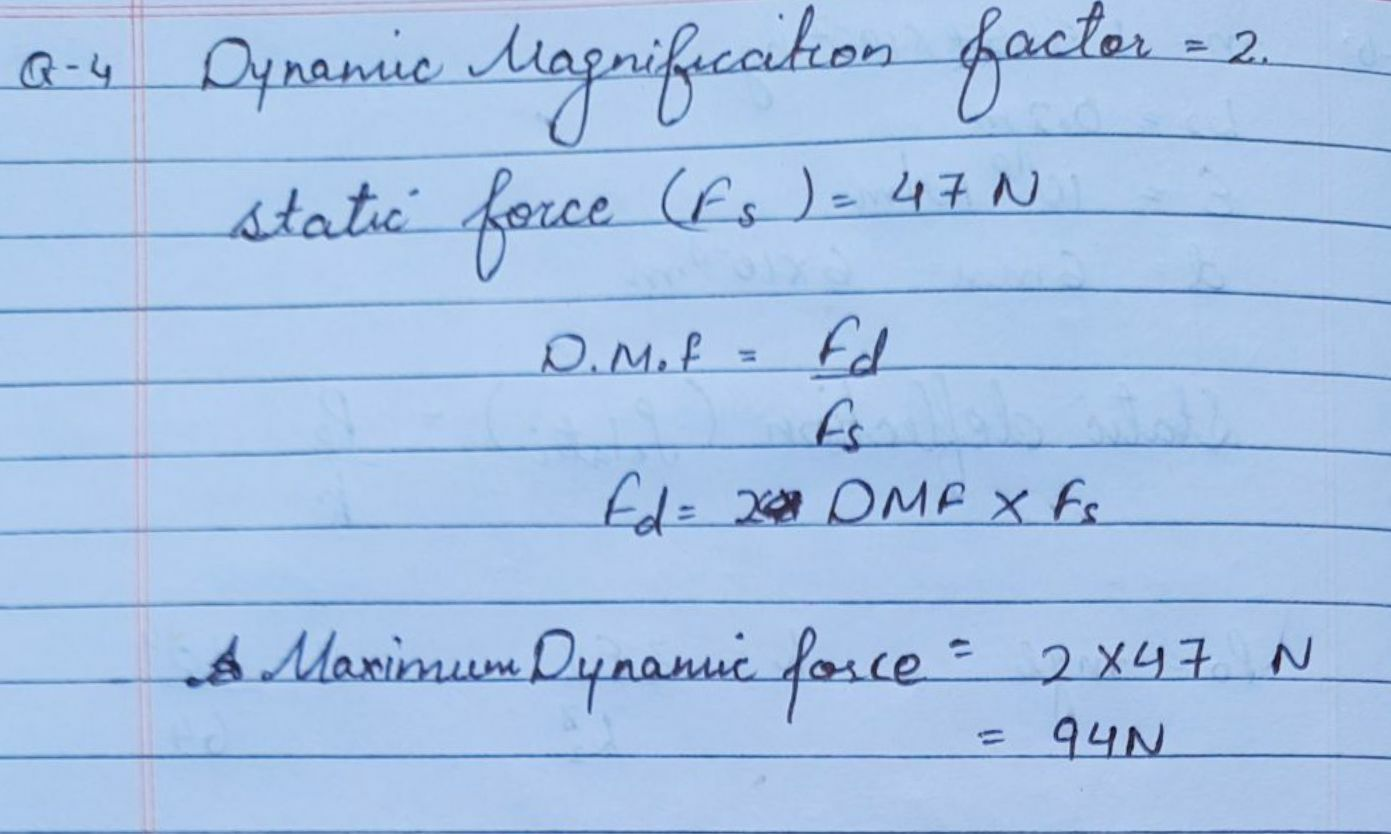 Q-4 Dynamic Magnification factor = 2.
static force (Fs) = 47 N
D.M.F = Fd
Fs
Fd = 2 DMF × Fs
Maximum Dynamic force = 2 × 47 N
= 94N